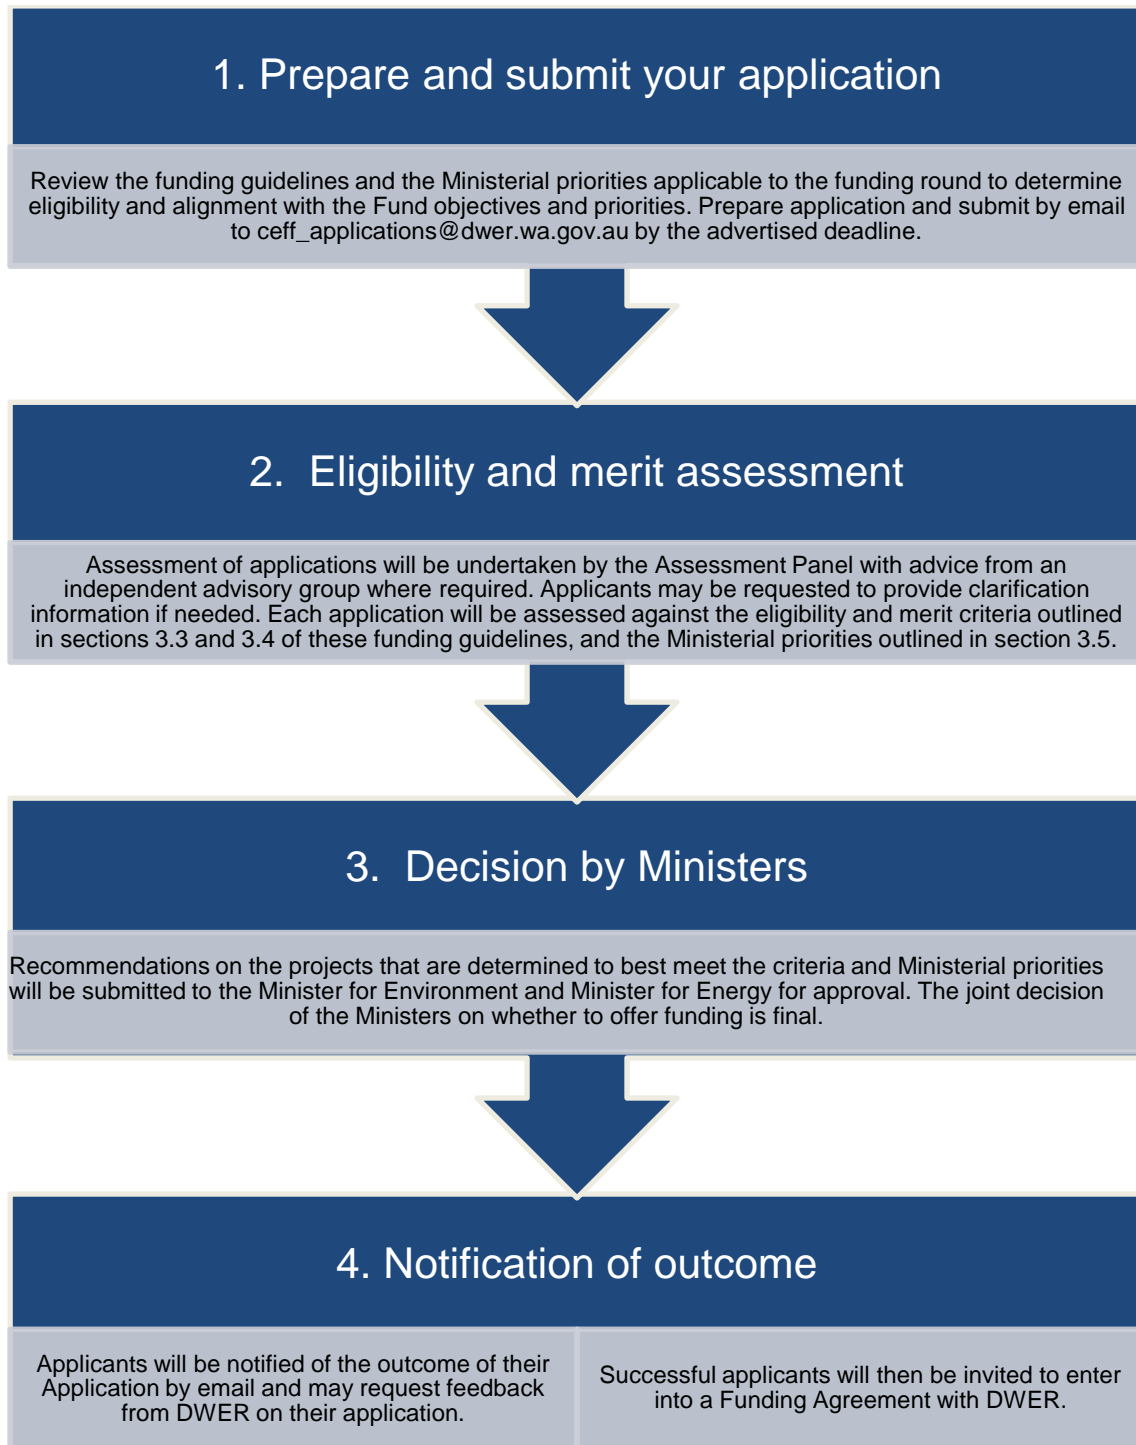 1. Prepare and submit your application
Review the funding guidelines and the Ministerial priorities applicable to the funding round to determine
eligibility and alignment with the Fund objectives and priorities. Prepare application and submit by email
to ceff_applications@dwer.wa.gov.au by the advertised deadline.
2. Eligibility and merit assessment
Assessment of applications will be undertaken by the Assessment Panel with advice from an
independent advisory group where required. Applicants may be requested to provide clarification
information if needed. Each application will be assessed against the eligibility and merit criteria outlined
in sections 3.3 and 3.4 of these funding guidelines, and the Ministerial priorities outlined in section 3.5.
3. Decision by Ministers
Recommendations on the projects that are determined to best meet the criteria and Ministerial priorities
will be submitted to the Minister for Environment and Minister for Energy for approval. The joint decision
of the Ministers on whether to offer funding is final.
4. Notification of outcome
Applicants will be notified of the outcome of their
Application by email and may request feedback
from DWER on their application.
Successful applicants will then be invited to enter
into a Funding Agreement with DWER.